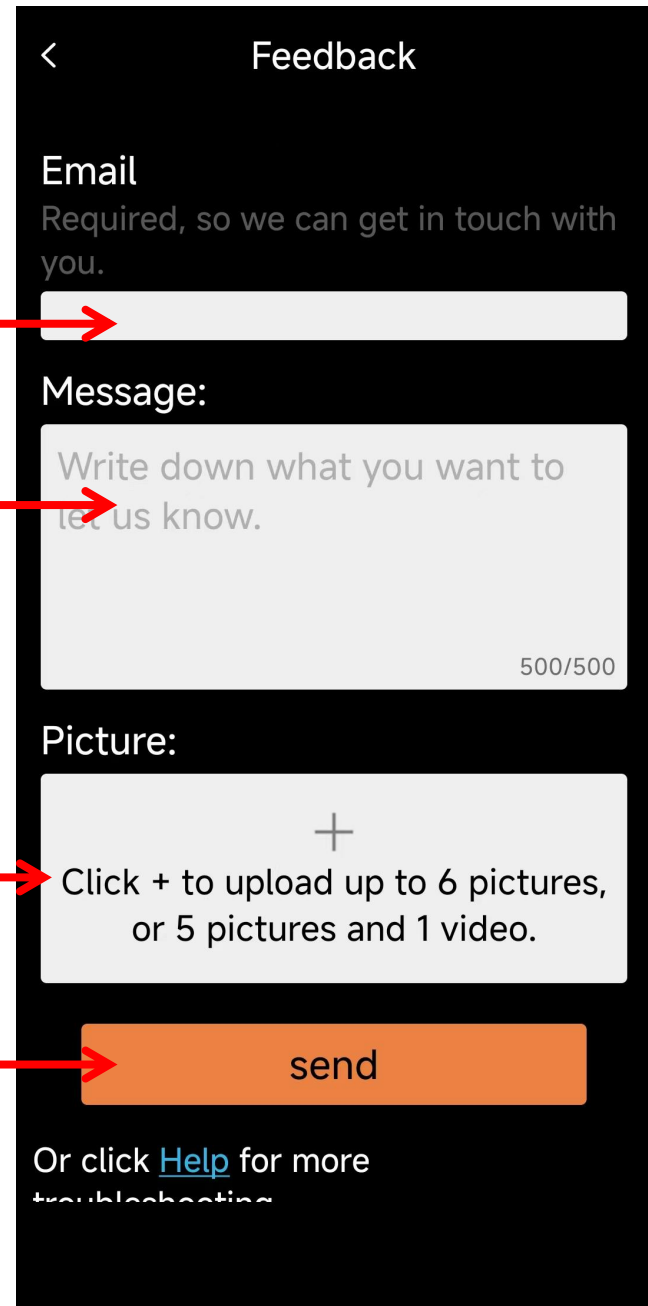 Feedback
Email
Required, so we can get in touch with
you.
Message:
Write down what you want to
let us know.
500/500
Picture:
Click + to upload up to 6 pictures,
or 5 pictures and 1 video.
send
Or click Help for more
troubleshooting